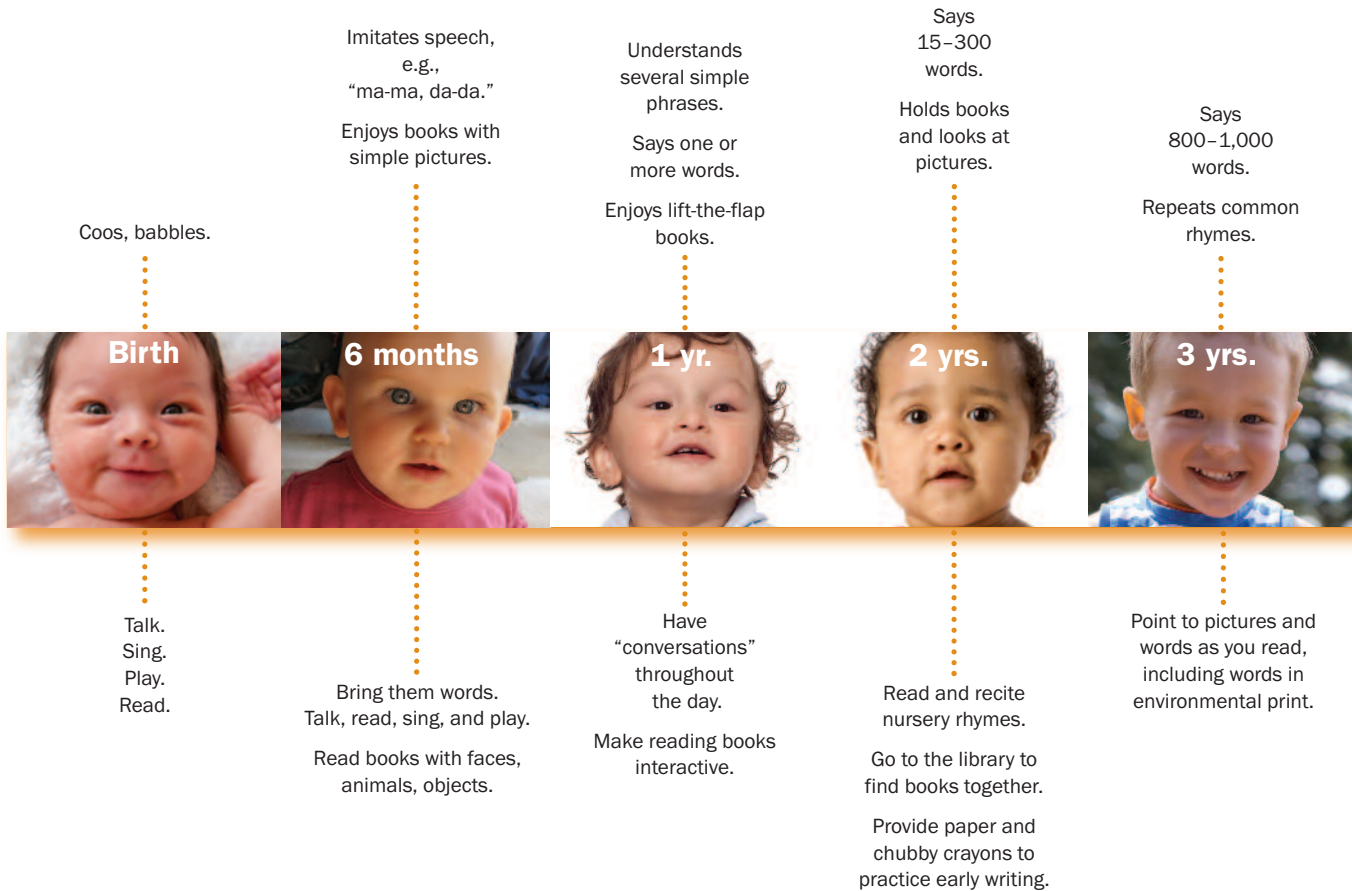 Coos, babbles.
Imitates speech,
e.g.,
“ma-ma, da-da.”
Enjoys books with
simple pictures.
Understands
several simple
phrases.
Says one or
more words.
Enjoys lift-the-flap
books.
Says
15–300
words.
Holds books
and looks at
pictures.
Says
800–1,000
words.
Repeats common
rhymes.
Birth
6 months
1 yr.
2 yrs.
3 yrs.
Talk.
Sing.
Play.
Read.
Bring them words.
Talk, read, sing, and play.
Read books with faces,
animals, objects.
Have
“conversations”
throughout
the day.
Make reading books
interactive.
Read and recite
nursery rhymes.
Go to the library to
find books together.
Provide paper and
chubby crayons to
practice early writing.
Point to pictures and
words as you read,
including words in
environmental print.